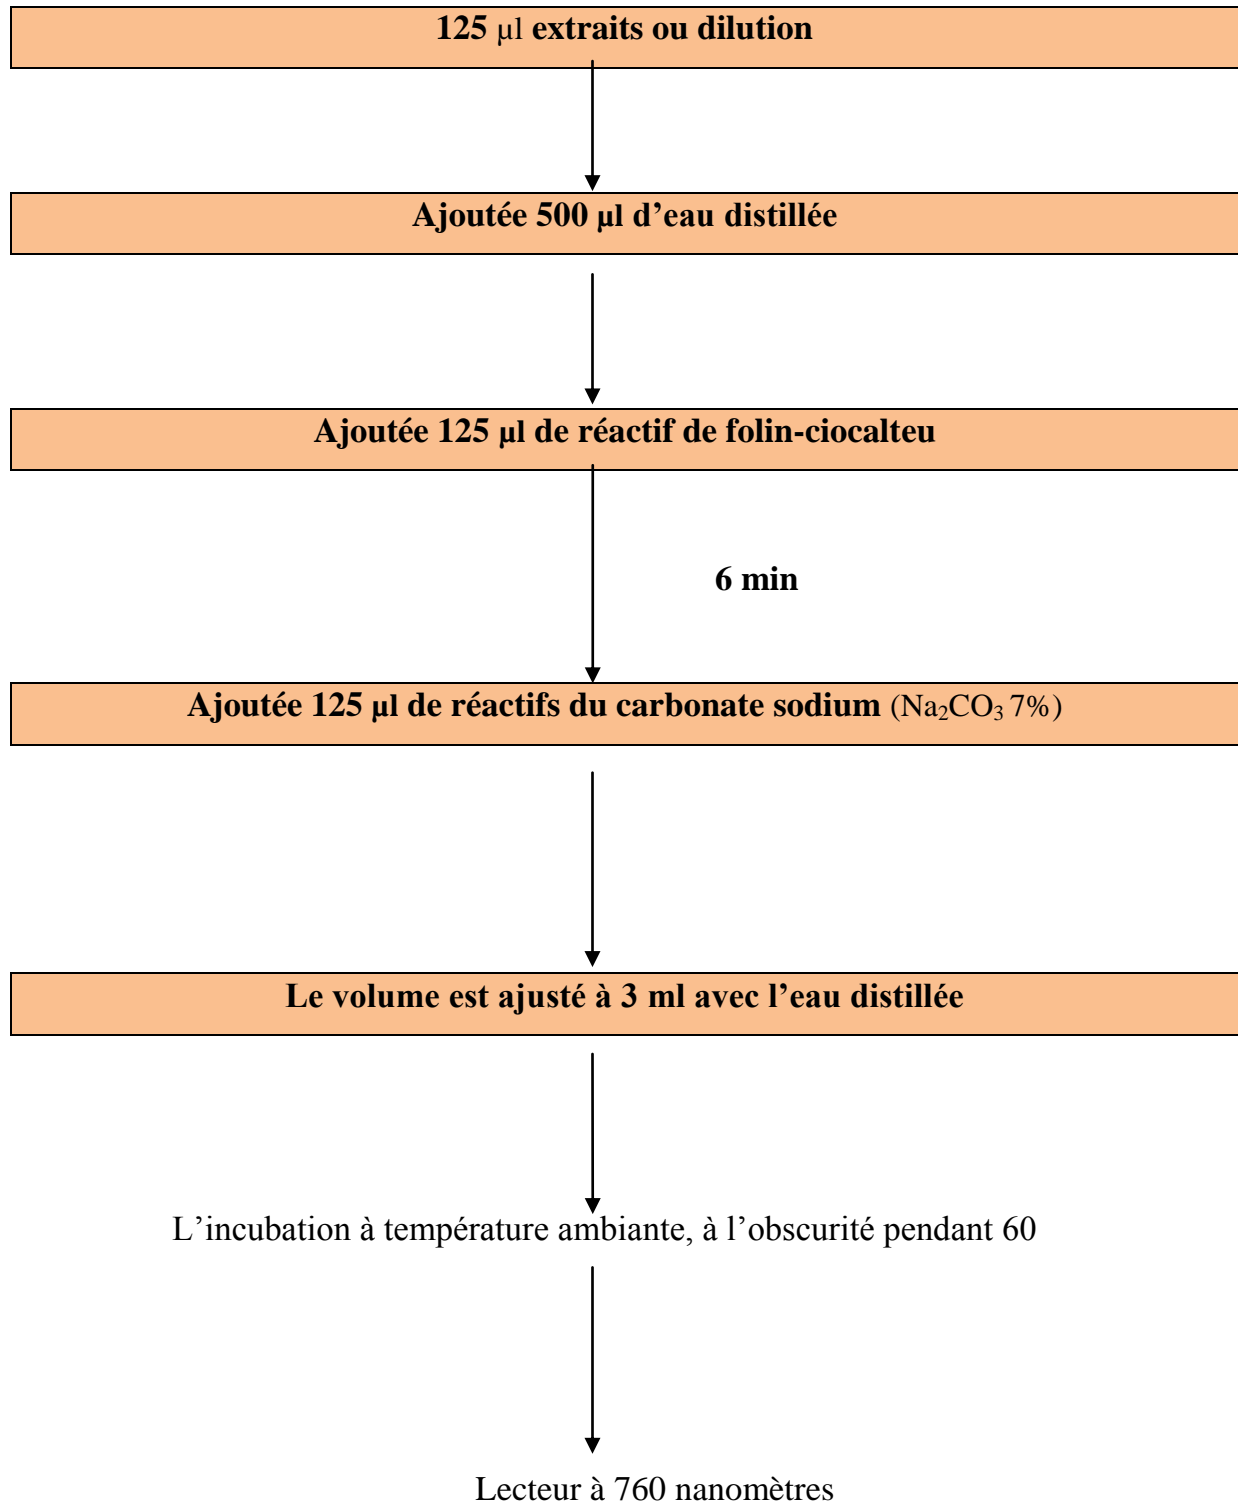 125 µl extraits ou dilution
Ajoutée 500 µl d’eau distillée
Ajoutée 125 µl de réactif de folin-ciocalteu
6 min
Ajoutée 125 µl de réactifs du carbonate sodium (Na₂CO₃ 7%)
Le volume est ajusté à 3 ml avec l’eau distillée
L’incubation à température ambiante, à l’obscurité pendant 60
Lecteur à 760 nanomètres